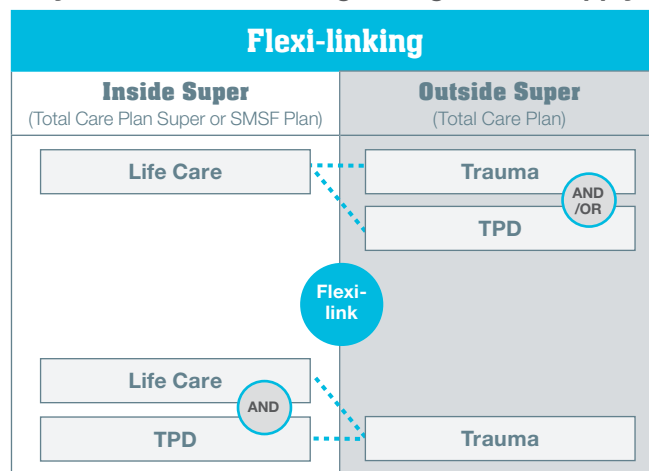 Flexi-linking
Inside Super
(Total Care Plan Super or SMSF Plan)
Outside Super
(Total Care Plan)
Life Care
Trauma
AND
/OR
TPD
Flexi-
link
Life Care
AND
TPD
Trauma